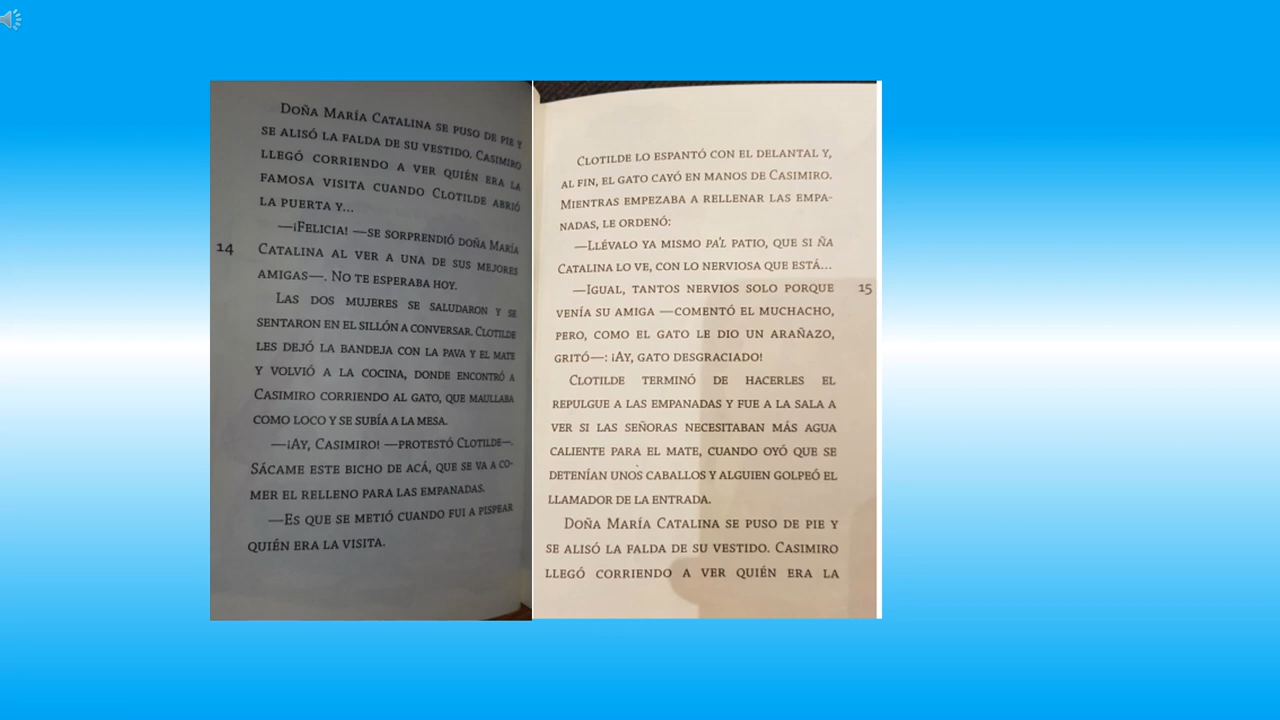 Doña María Catalina se puso de pie y
se alisó la falda de su vestido. Casimiro
llegó corriendo a ver quién era la
famosa visita cuando Clotilde abrió
la puerta y...
—¡Felicia! —se sorprendió doña María
14
Catalina al ver a una de sus mejores
amigas—. No te esperaba hoy.
Las dos mujeres se saludaron y se
sentaron en el sillón a conversar. Clotilde
les dejó la bandeja con la pava y el mate
y volvió a la cocina, donde encontró a
Casimiro corriendo al gato, que maullaba
como loco y se subía a la mesa.
—¡Ay, Casimiro! —protestó Clotilde—.
Sácame este bicho de acá, que se va a co-
mer el relleno para las empanadas.
—Es que se metió cuando fui a pispear
quién era la visita.
Clotilde lo espantó con el delantal y,
al fin, el gato cayó en manos de Casimiro.
Mientras empezaba a rellenar las empa-
nadas, le ordenó:
—Llévalo ya mismo pa'l patio, que si ña
Catalina lo ve, con lo nerviosa que está...
—Igual, tantos nervios solo porque
15
venía su amiga —comentó el muchacho,
pero, como el gato le dio un arañazo,
gritó—: ¡Ay, gato desgraciado!
Clotilde terminó de hacerles el
repulgue a las empanadas y fue a la sala a
ver si las señoras necesitaban más agua
caliente para el mate, cuando oyó que se
detenían unos caballos y alguien golpeó el
llamador de la entrada.
Doña María Catalina se puso de pie y
se alisó la falda de su vestido. Casimiro
llegó corriendo a ver quién era la